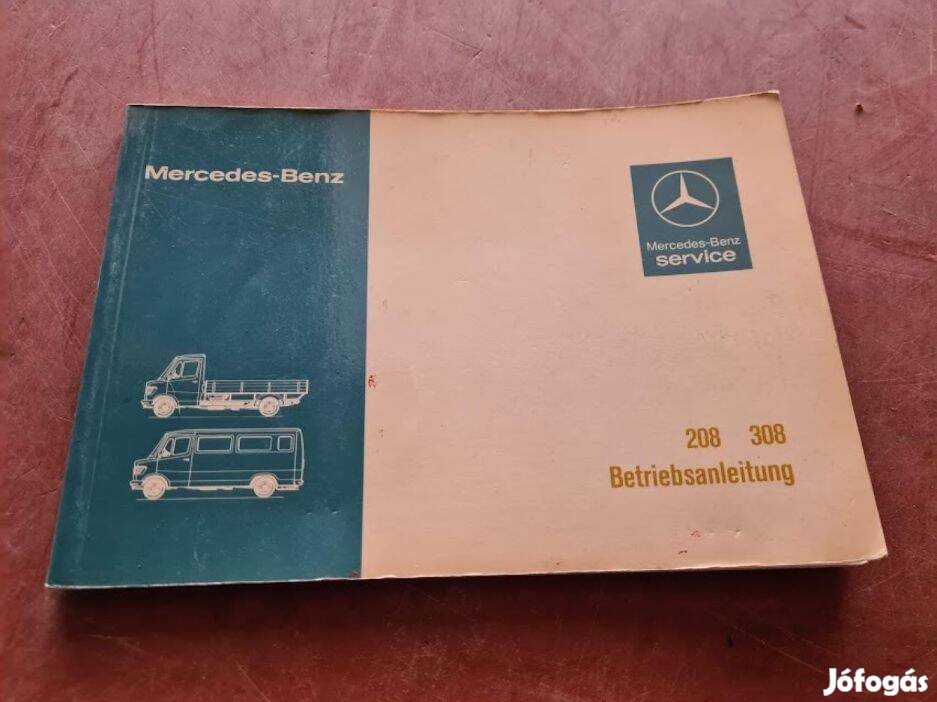 Mercedes-Benz
Mercedes-Benz
service
208 308
Betriebsanleitung
Jófogás